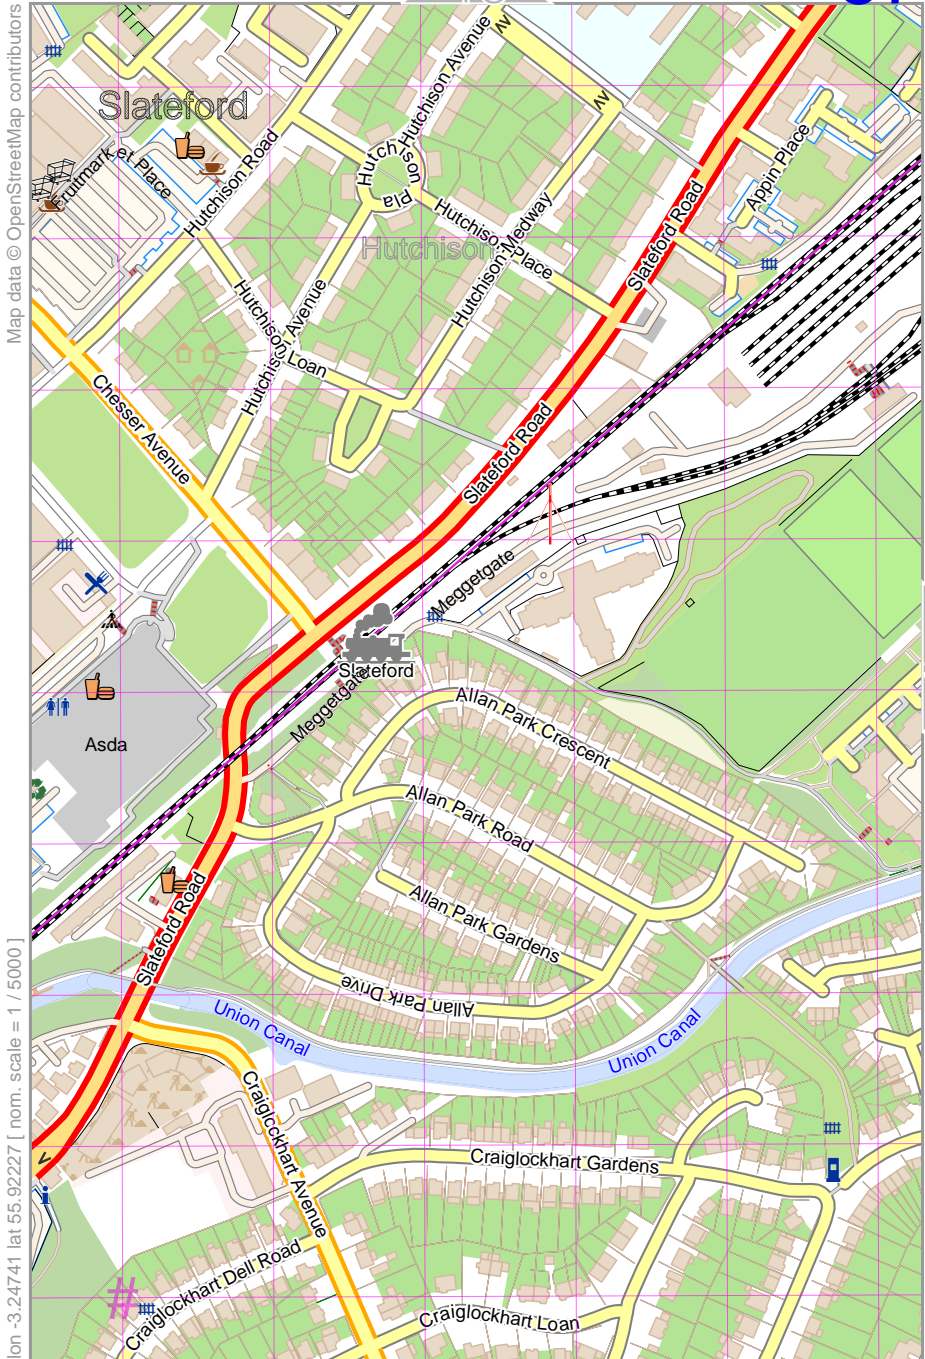 Map data © OpenStreetMap contributors
lon -3.24741 lat 55.92227 [ nom. scale = 1 / 5000 ]
Slateford
Hutchison Avenue
Hutchison Road
Fruitmarket Place
Hutchison
Pla
Hutchison Place
Hutchison Medway
Hutchison
Appin Place
Slateford Road
Hutchison Loan
Hutchison Avenue
Chesser Avenue
Slateford Road
Meggetgate
Slateford
Meggetgate
Asda
Allan Park Crescent
Allan Park Road
Allan Park Gardens
Allan Park Drive
Slateford Road
Union Canal
Union Canal
Craiglockhart Avenue
Craiglockhart Gardens
Craiglockhart Dell Road
Craiglockhart Loan